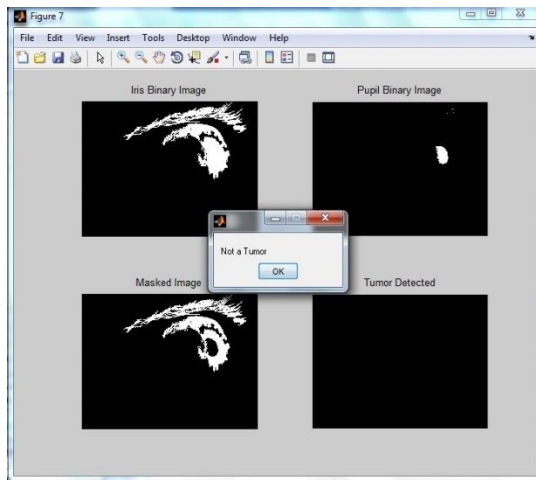 Figure 7
File Edit View Insert Tools Desktop Window Help
Iris Binary Image
Pupil Binary Image
Not a Tumor
OK
Masked Image
Tumor Detected